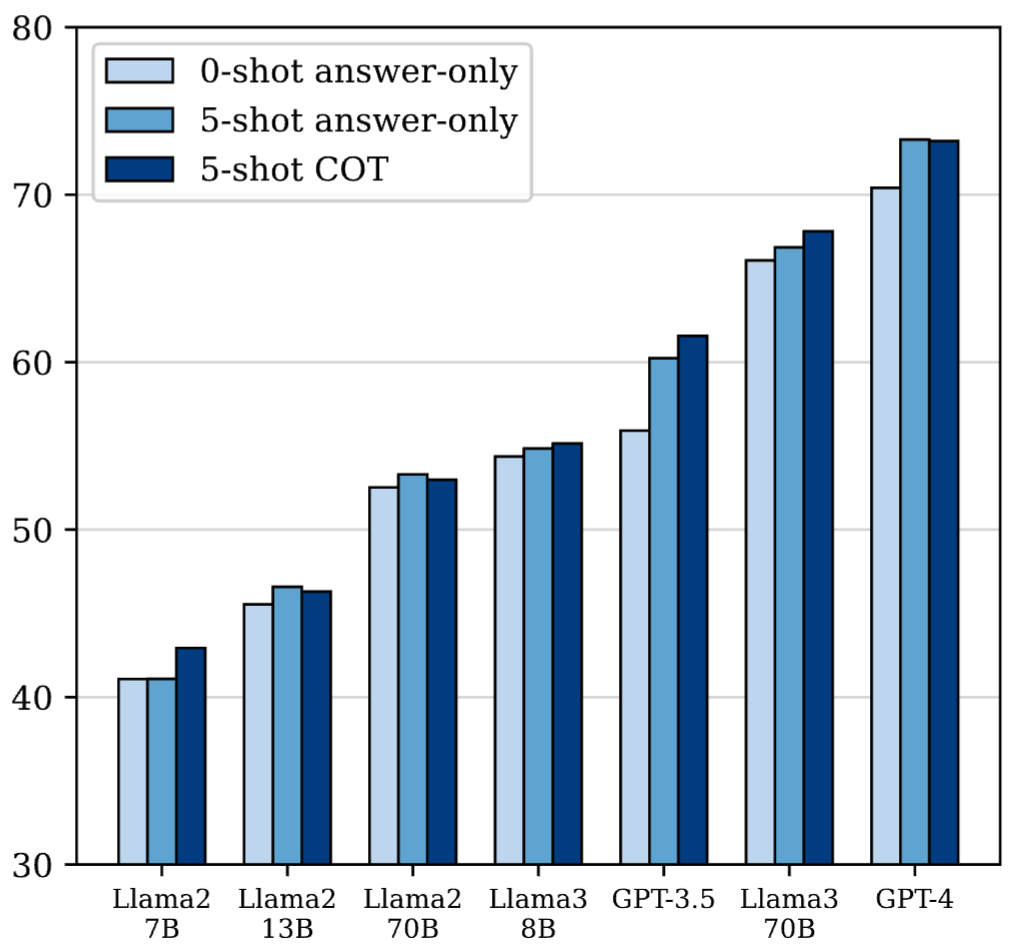 80
70
60
50
40
30
0-shot answer-only
5-shot answer-only
5-shot COT
Llama2 Llama2 Llama2 Llama3 GPT-3.5 Llama3 GPT-4
7B 13B 70B 8B 70B